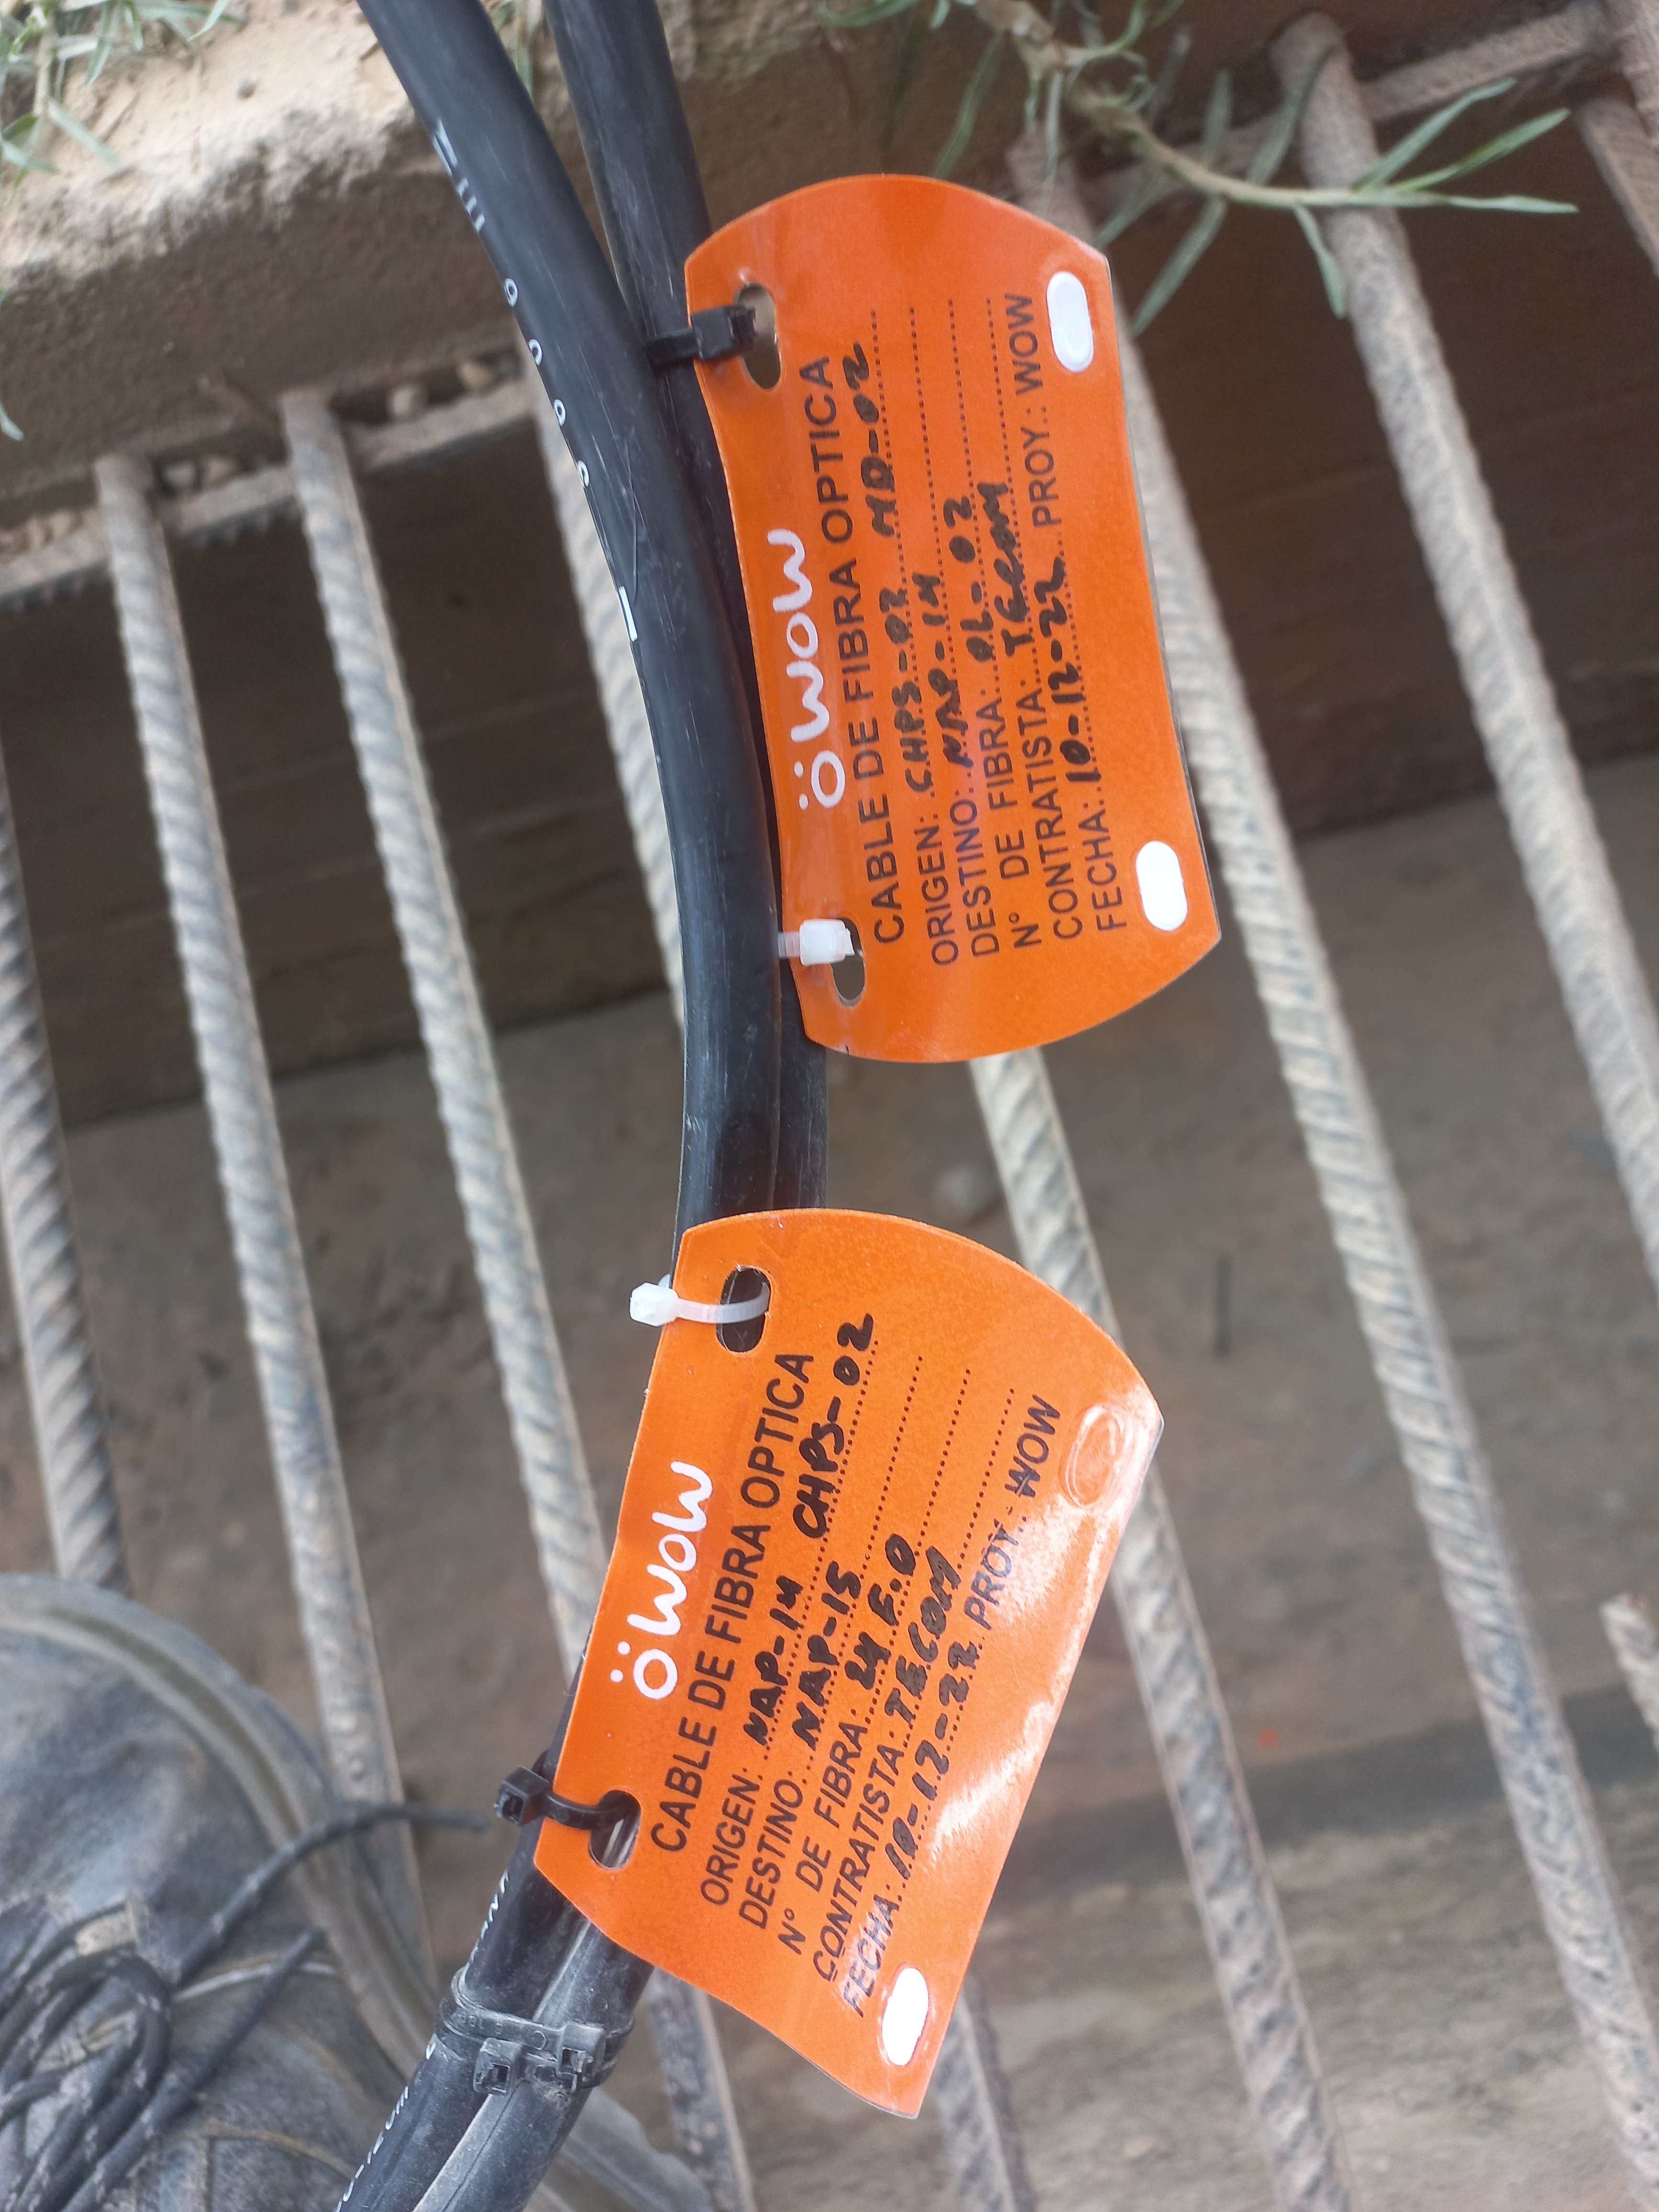 öwow
CABLE DE FIBRA OPTICA
ORIGEN: CHPS-02 MD-02
DESTINO: NAP-14
N° DE FIBRA: DL-02
CONTRATISTA: TECOM
FECHA: 10-12-22 PROY.: WOW
öwow
CABLE DE FIBRA OPTICA
ORIGEN: NAP-14 CHPS-02
DESTINO: NAP-15
N° DE FIBRA: 24 F.O
CONTRATISTA: TECOM
FECHA: 10-12-22 PROY.: WOW